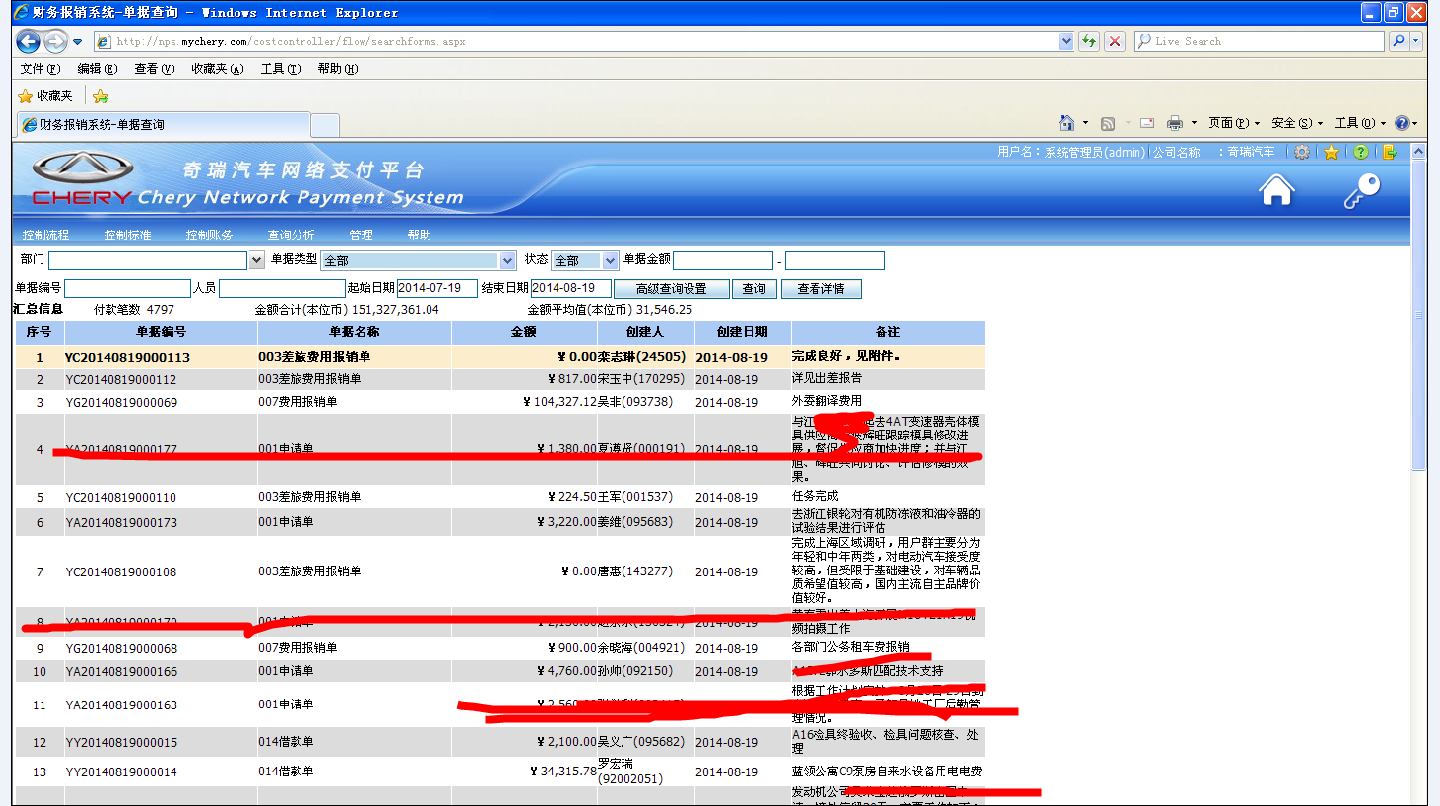 财务报销系统-单据查询 - Windows Internet Explorer
http://nps.mychery.com/costcontroller/flow/searchforms.aspx
Live Search
文件(F) 编辑(E) 查看(V) 收藏夹(A) 工具(T) 帮助(H)
收藏夹
财务报销系统-单据查询
页面(P) 安全(S) 工具(O)
用户名：系统管理员(admin) 公司名称 ：奇瑞汽车
奇瑞汽车网络支付平台
CHERY Chery Network Payment System
控制流程 控制标准 控制账务 查询分析 管理 帮助
部门 单据类型 全部 状态 全部 单据金额 -
单据编号 人员 起始日期 2014-07-19 结束日期 2014-08-19 高级查询设置 查询 查看详情
汇总信息 付款笔数 4797 金额合计(本位币) 151,327,361.04 金额平均值(本位币) 31,546.25
序号 单据编号 单据名称 金额 创建人 创建日期 备注
1 YC20140819000113 003差旅费用报销单 ¥ 0.00 栾志琳(24505) 2014-08-19 完成良好，见附件。
2 YC20140819000112 003差旅费用报销单 ¥ 817.00 宋玉中(170295) 2014-08-19 详见出差报告
3 YG20140819000069 007费用报销单 ¥ 104,327.12 吴非(093738) 2014-08-19 外委翻译费用
与江 起去4AT变速器壳体模
具供应商 辉旺跟踪模具修改进
4 YA20140819000177 001申请单 ¥ 1,380.00 夏遵 (000191) 2014-08-19 展，督促供应商加快进度；并与江
旭、峰旺共同讨论、评估修模的效
果。
5 YC20140819000110 003差旅费用报销单 ¥ 224.50 王军(001537) 2014-08-19 任务完成
6 YA20140819000173 001申请单 ¥ 3,220.00 姜维(095683) 2014-08-19 去浙江银轮对有机防冻液和油冷器的
试验结果进行评估
完成上海区域调研，用户群主要分为
年轻和中年两类，对电动汽车接受度
7 YC20140819000108 003差旅费用报销单 ¥ 0.00 唐惠(143277) 2014-08-19 较高，但受限于基础建设，对车辆品
质希望值较高，国内主流自主品牌价
值较好。
8 001申请单 2014-08-19
频拍摄工作
9 YG20140819000068 007费用报销单 ¥ 900.00 余晓海(004921) 2014-08-19 各部门公务租车费报销
10 YA20140819000165 001申请单 ¥ 4,760.00 孙帅(092150) 2014-08-19 多斯匹配技术支持
根据工作计划
11 YA20140819000163 001申请单 ¥ 2,560 2014-08-19 工厂后勤管
理情况。
12 YY20140819000015 014借款单 ¥ 2,100.00 吴义广(095682) 2014-08-19 A16检具终验收、检具问题核查、处
理
13 YY20140819000014 014借款单 ¥ 34,315.78 罗宏瑞(92002051) 2014-08-19 蓝领公寓C9泵房自来水设备用电电费
发动机公司